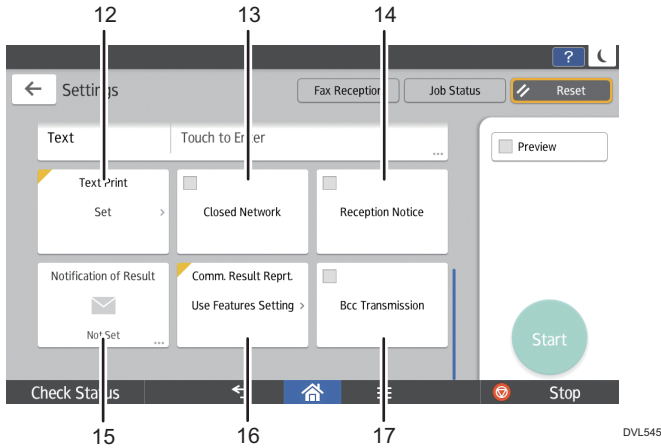 12 13 14
?
Settings Fax Reception Job Status Reset
Text Touch to Enter ...
Preview
Text Print
Set >
Closed Network
Reception Notice
Notification of Result
Not Set ...
Comm. Result Reprt.
Use Features Setting >
Bcc Transmission
Start
Check Status Stop
15 16 17
DVL545